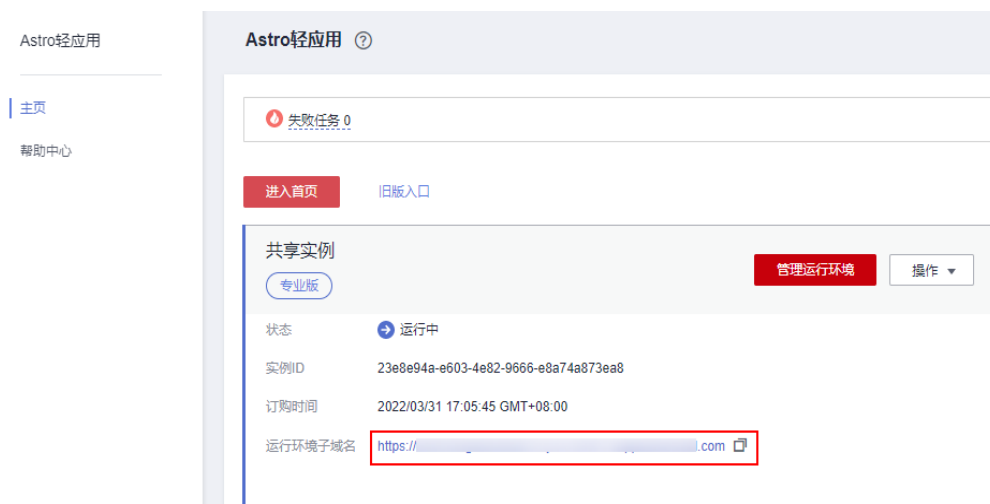 Astro轻应用
主页
帮助中心
Astro轻应用 ?
失败任务 0
进入首页 旧版入口
共享实例
专业版
管理运行环境 操作
状态 运行中
实例ID 23e8e94a-e603-4e82-9666-e8a74a873ea8
订购时间 2022/03/31 17:05:45 GMT+08:00
运行环境子域名 https:// .com